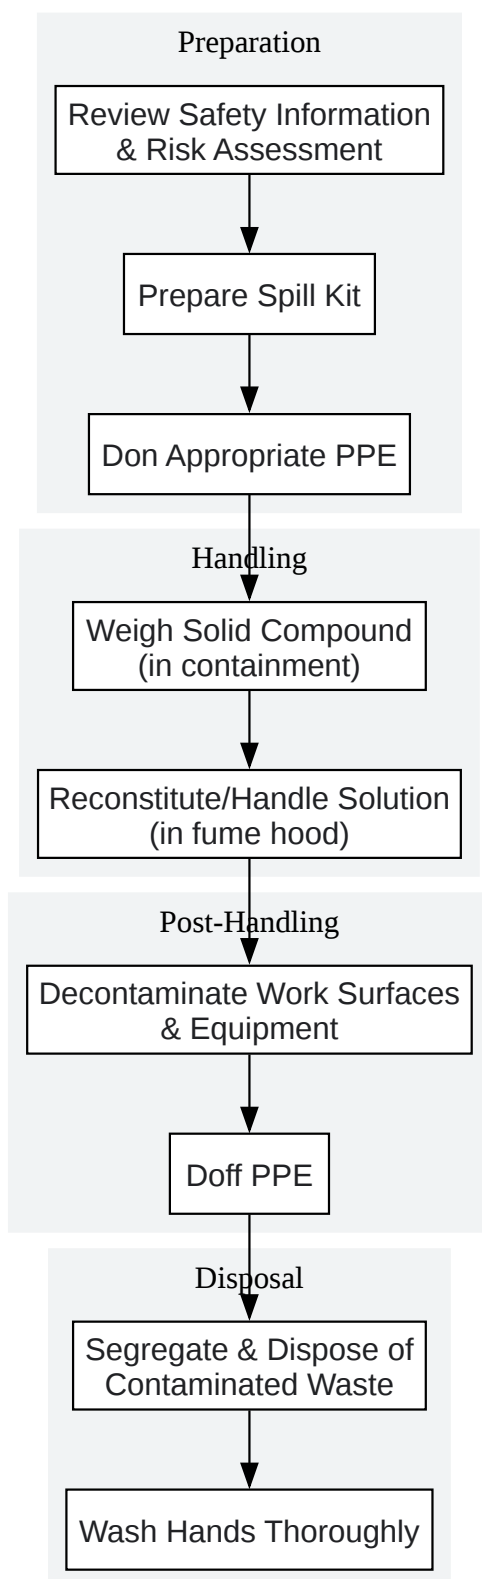 Preparation
Review Safety Information
& Risk Assessment
Prepare Spill Kit
Don Appropriate PPE
Handling
Weigh Solid Compound
(in containment)
Reconstitute/Handle Solution
(in fume hood)
Post-Handling
Decontaminate Work Surfaces
& Equipment
Doff PPE
Disposal
Segregate & Dispose of
Contaminated Waste
Wash Hands Thoroughly